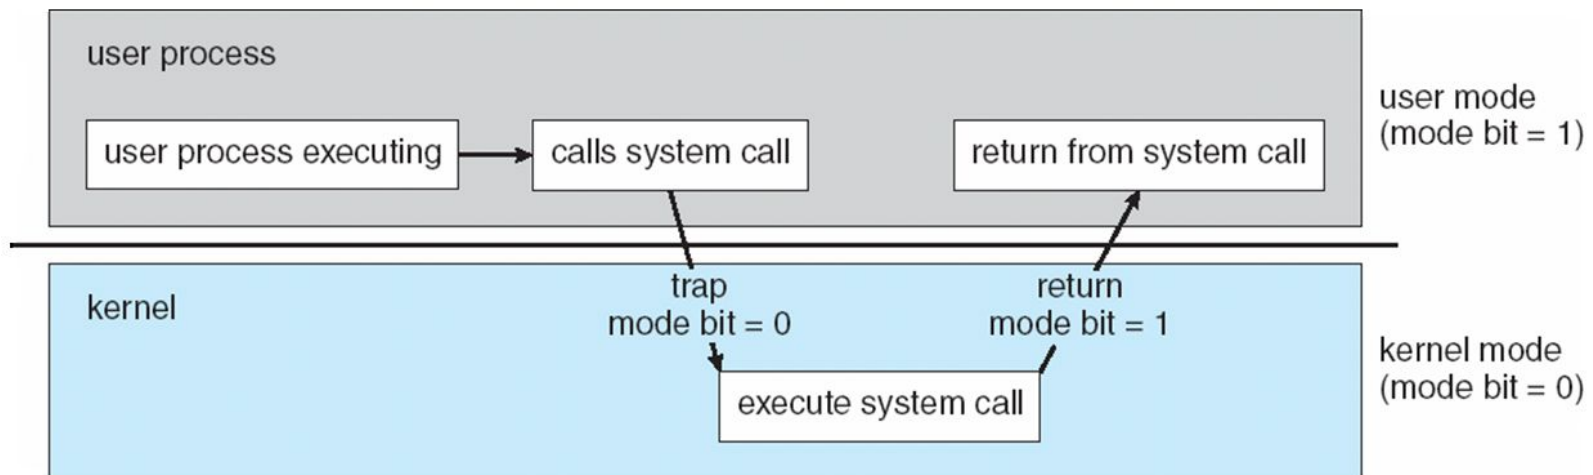 user process
user process executing
calls system call
return from system call
user mode
(mode bit = 1)
kernel
trap
mode bit = 0
return
mode bit = 1
execute system call
kernel mode
(mode bit = 0)